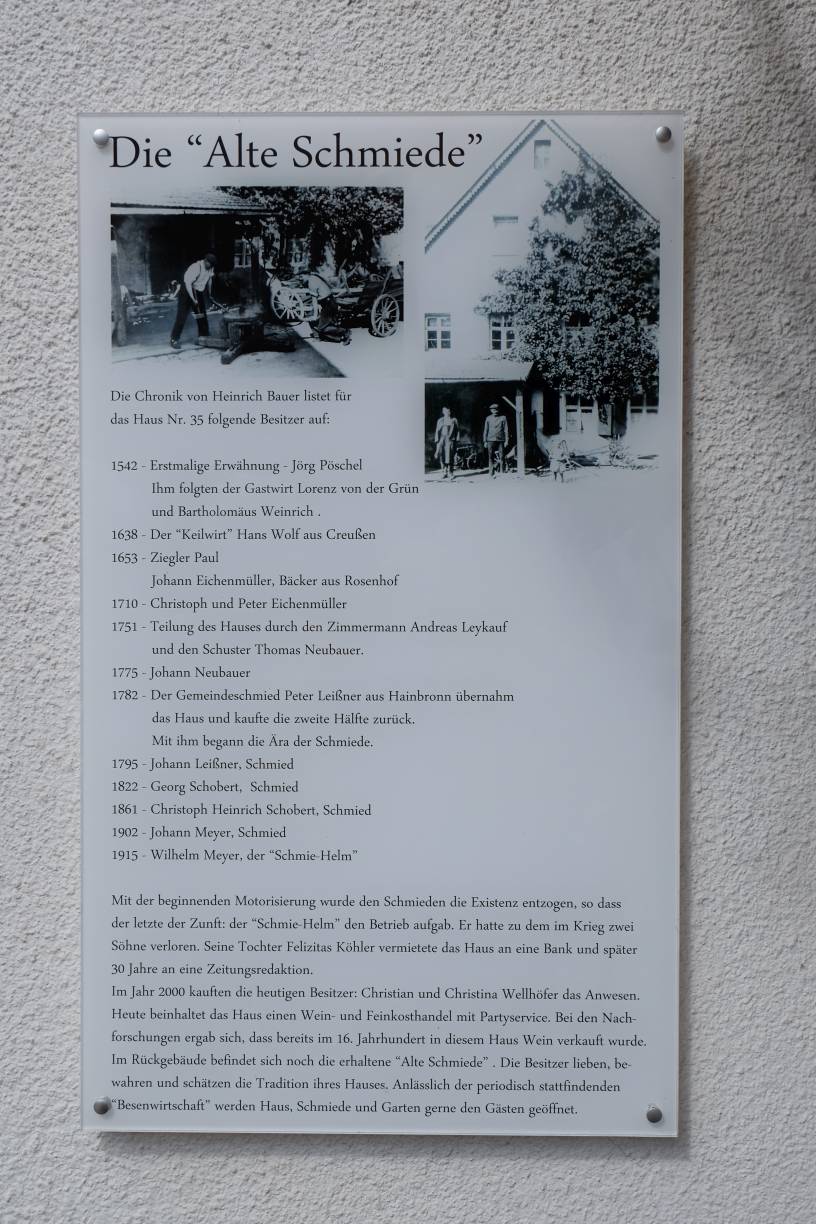 Die “Alte Schmiede”
Die Chronik von Heinrich Bauer listet für
das Haus Nr. 35 folgende Besitzer auf:
1542 - Erstmalige Erwähnung - Jörg Pöschel
Ihm folgten der Gastwirt Lorenz von der Grün
und Bartholomäus Weinrich .
1638 - Der “Keilwirt” Hans Wolf aus Creußen
1653 - Ziegler Paul
Johann Eichenmüller, Bäcker aus Rosenhof
1710 - Christoph und Peter Eichenmüller
1751 - Teilung des Hauses durch den Zimmermann Andreas Leykauf
und den Schuster Thomas Neubauer.
1775 - Johann Neubauer
1782 - Der Gemeindeschmied Peter Leißner aus Hainbronn übernahm
das Haus und kaufte die zweite Hälfte zurück.
Mit ihm begann die Ära der Schmiede.
1795 - Johann Leißner, Schmied
1822 - Georg Schobert, Schmied
1861 - Christoph Heinrich Schobert, Schmied
1902 - Johann Meyer, Schmied
1915 - Wilhelm Meyer, der “Schmie-Helm”
Mit der beginnenden Motorisierung wurde den Schmieden die Existenz entzogen, so dass
der letzte der Zunft: der “Schmie-Helm” den Betrieb aufgab. Er hatte zu dem im Krieg zwei
Söhne verloren. Seine Tochter Felizitas Köhler vermietete das Haus an eine Bank und später
30 Jahre an eine Zeitungsredaktion.
Im Jahr 2000 kauften die heutigen Besitzer: Christian und Christina Wellhöfer das Anwesen.
Heute beinhaltet das Haus einen Wein- und Feinkosthandel mit Partyservice. Bei den Nach-
forschungen ergab sich, dass bereits im 16. Jahrhundert in diesem Haus Wein verkauft wurde.
Im Rückgebäude befindet sich noch die erhaltene “Alte Schmiede” . Die Besitzer lieben, be-
wahren und schätzen die Tradition ihres Hauses. Anlässlich der periodisch stattfindenden
“Besenwirtschaft” werden Haus, Schmiede und Garten gerne den Gästen geöffnet.